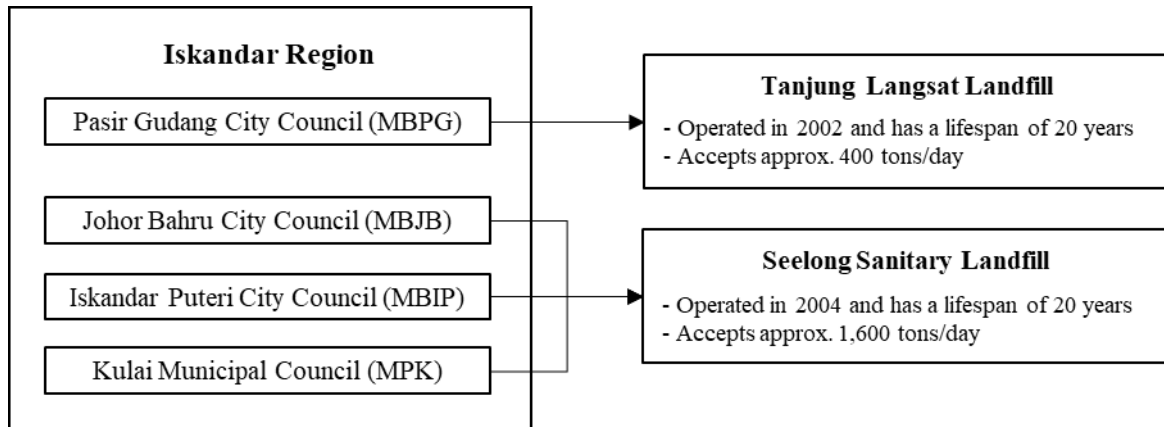 Iskandar Region
Pasir Gudang City Council (MBPG)
Johor Bahru City Council (MBJB)
Iskandar Puteri City Council (MBIP)
Kulai Municipal Council (MPK)
Tanjung Langsat Landfill
- Operated in 2002 and has a lifespan of 20 years
- Accepts approx. 400 tons/day
Seelong Sanitary Landfill
- Operated in 2004 and has a lifespan of 20 years
- Accepts approx. 1,600 tons/day